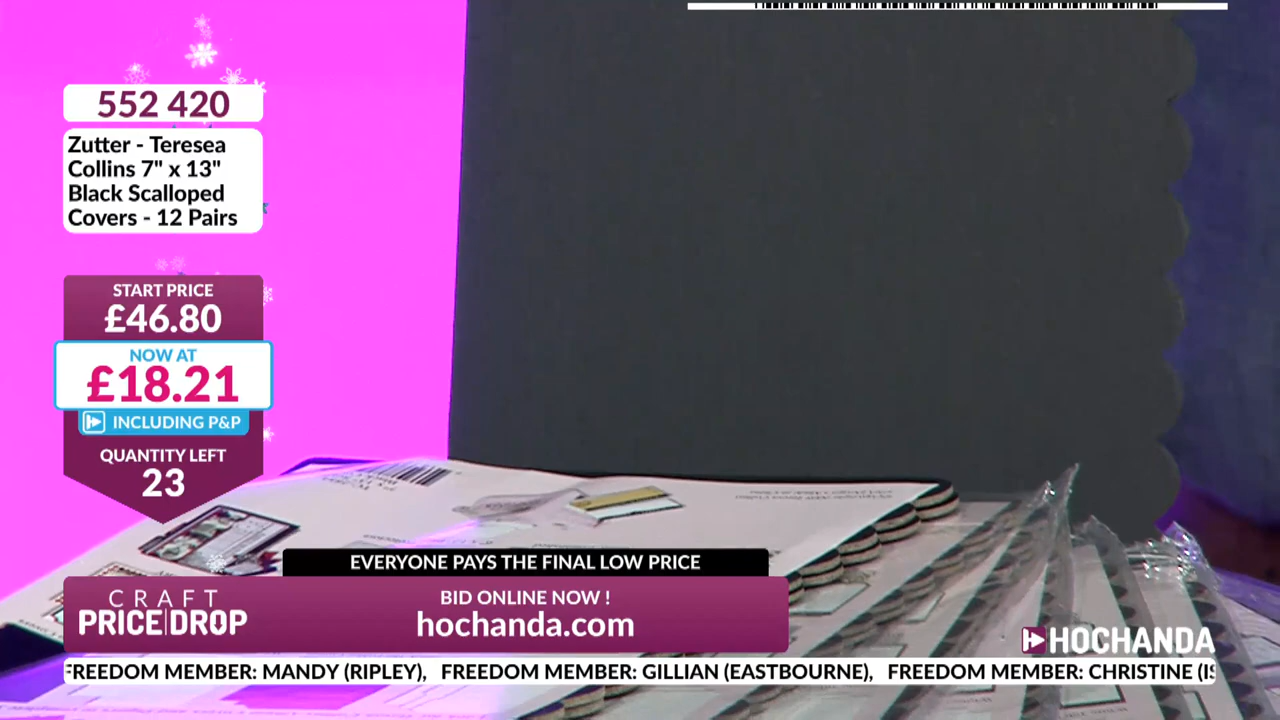 552 420
Zutter - Teresea
Collins 7" x 13"
Black Scalloped
Covers - 12 Pairs
START PRICE
£46.80
NOW AT
£18.21
INCLUDING P&P
QUANTITY LEFT
23
EVERYONE PAYS THE FINAL LOW PRICE
CRAFT
PRICE DROP
BID ONLINE NOW !
hochanda.com
HOCHANDA
FREEDOM MEMBER: MANDY (RIPLEY), FREEDOM MEMBER: GILLIAN (EASTBOURNE), FREEDOM MEMBER: CHRISTINE (IS